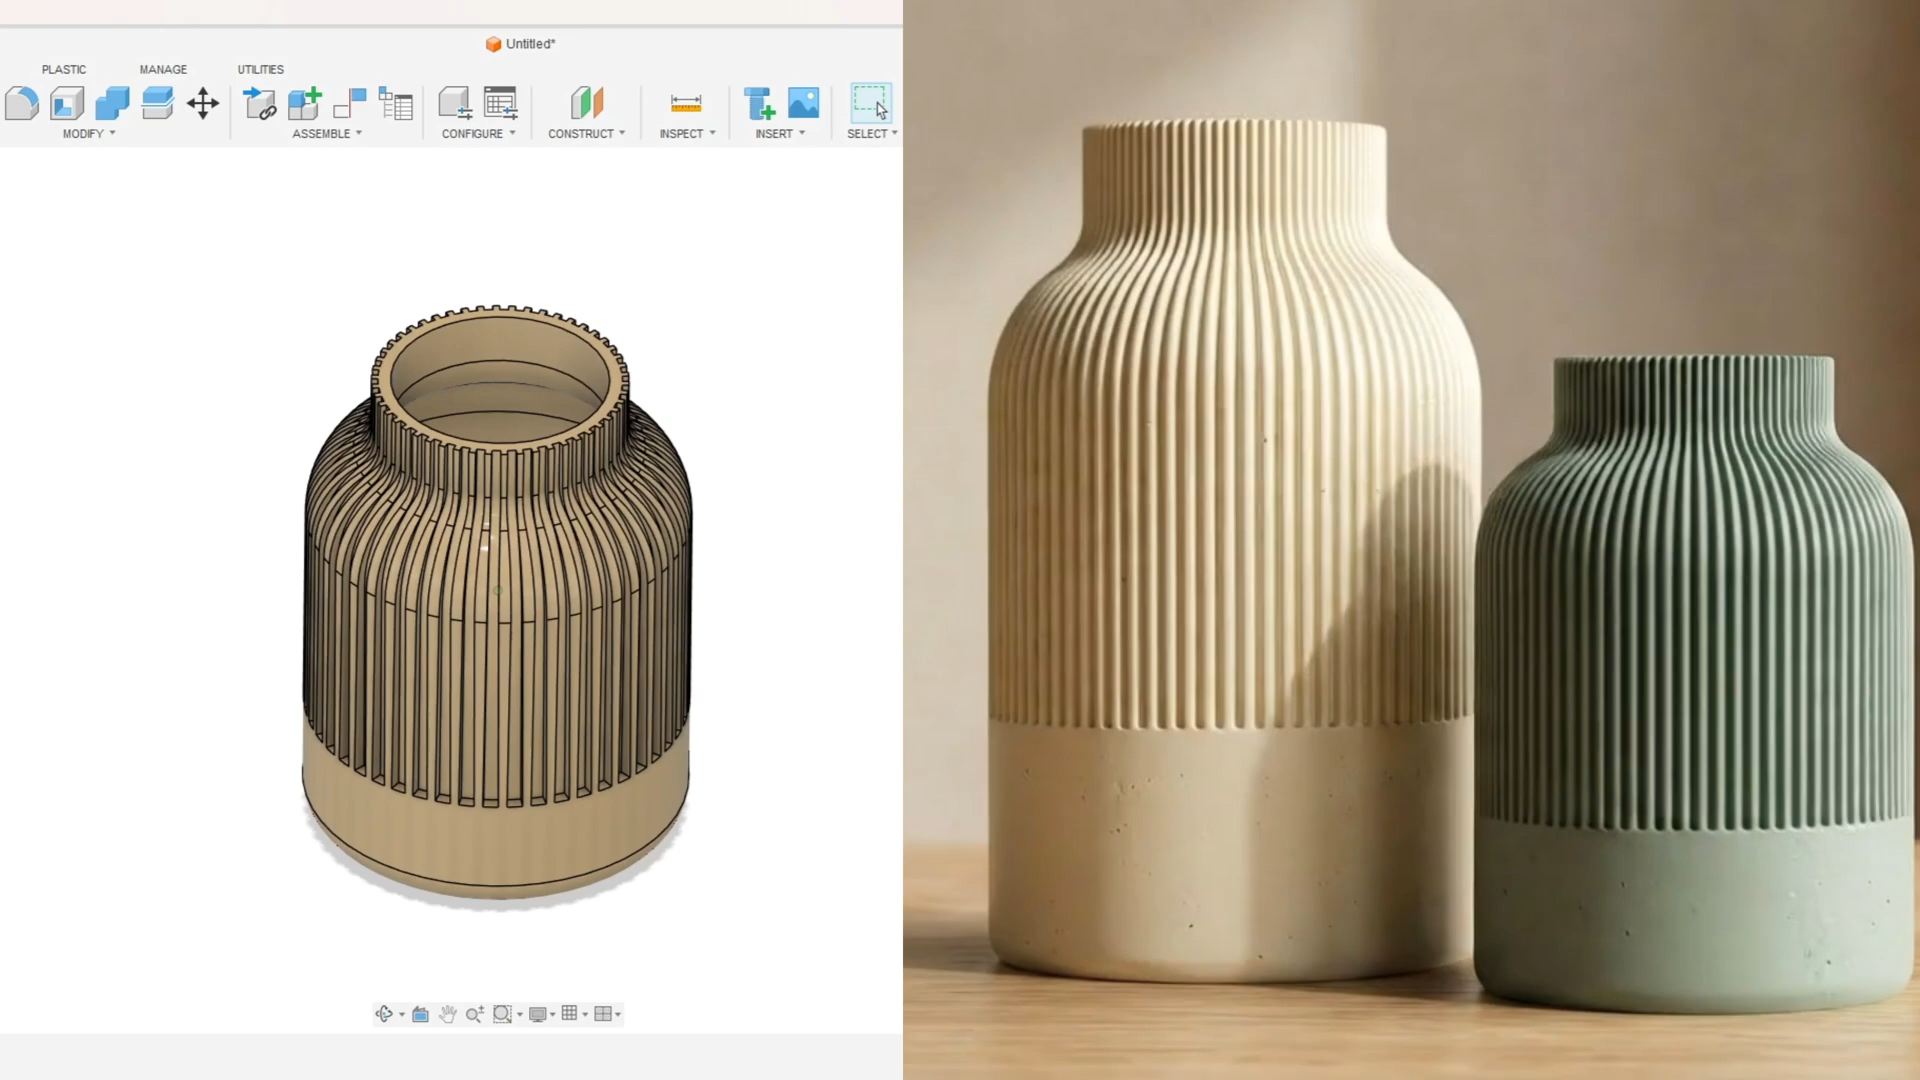 Untitled*
PLASTIC MANAGE UTILITIES
MODIFY ASSEMBLE CONFIGURE CONSTRUCT INSPECT INSERT SELECT